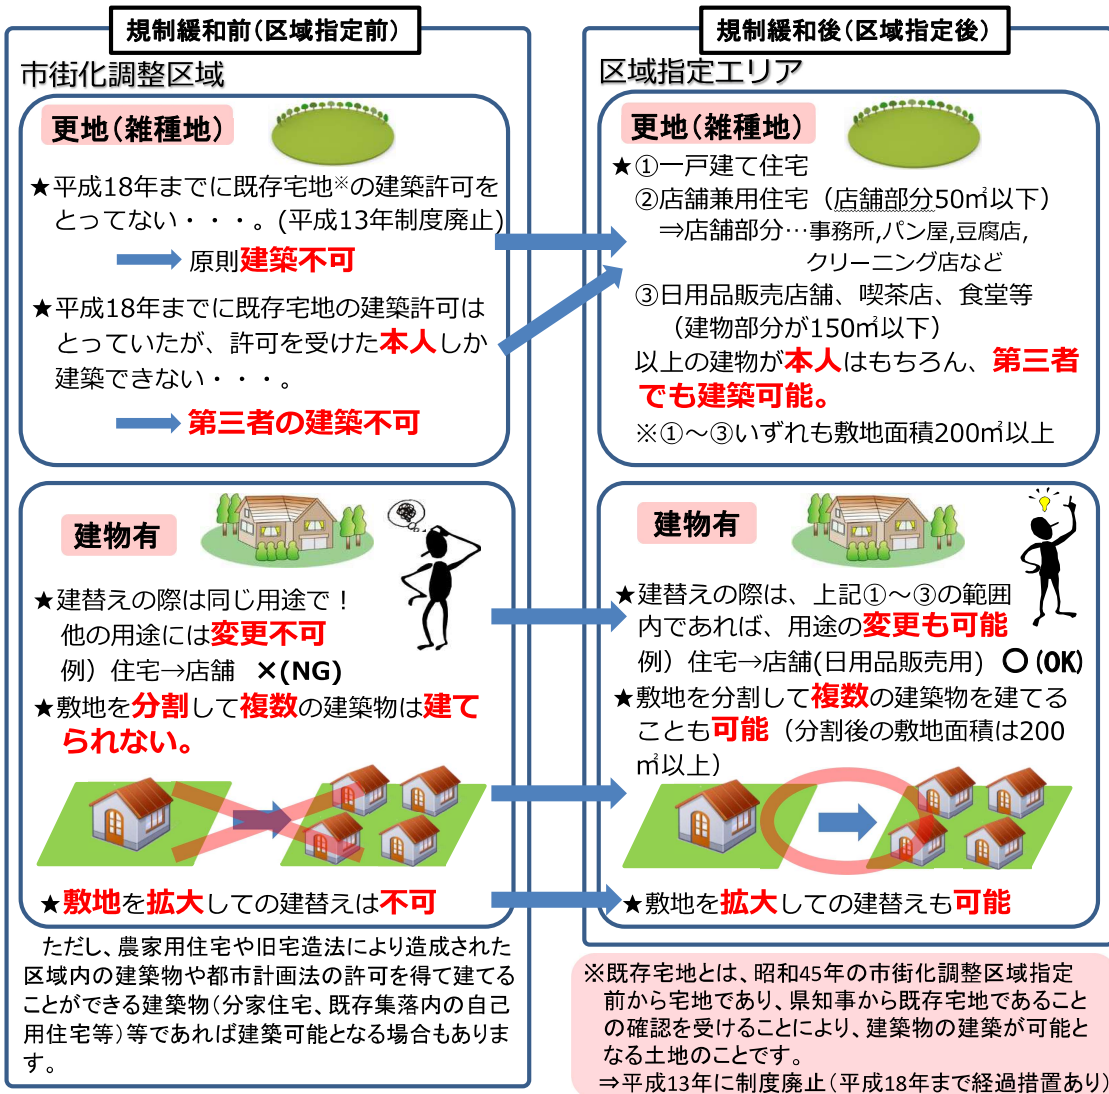 規制緩和前(区域指定前)
市街化調整区域
更地(雑種地)
★平成18年までに既存宅地※の建築許可を
とってない・・・。(平成13年制度廃止)
原則建築不可
★平成18年までに既存宅地の建築許可は
とっていたが、許可を受けた本人しか
建築できない・・・。
第三者の建築不可
建物有
★建替えの際は同じ用途で！
他の用途には変更不可
例）住宅→店舗　×(NG)
★敷地を分割して複数の建築物は建て
られない。
★敷地を拡大しての建替えは不可
ただし、農家用住宅や旧宅造法により造成された
区域内の建築物や都市計画法の許可を得て建てる
ことができる建築物(分家住宅、既存集落内の自己
用住宅等)等であれば建築可能となる場合もありま
す。
規制緩和後(区域指定後)
区域指定エリア
更地(雑種地)
★①一戸建て住宅
②店舗兼用住宅（店舗部分50㎡以下）
⇒店舗部分…事務所,パン屋,豆腐店,
クリーニング店など
③日用品販売店舗、喫茶店、食堂等
（建物部分が150㎡以下）
以上の建物が本人はもちろん、第三者
でも建築可能。
※①～③いずれも敷地面積200㎡以上
建物有
★建替えの際は、上記①～③の範囲
内であれば、用途の変更も可能
例）住宅→店舗(日用品販売用)　○(OK)
★敷地を分割して複数の建築物を建てる
ことも可能（分割後の敷地面積は200
㎡以上）
★敷地を拡大しての建替えも可能
※既存宅地とは、昭和45年の市街化調整区域指定
前から宅地であり、県知事から既存宅地であること
の確認を受けることにより、建築物の建築が可能と
なる土地のことです。
⇒平成13年に制度廃止(平成18年まで経過措置あり)